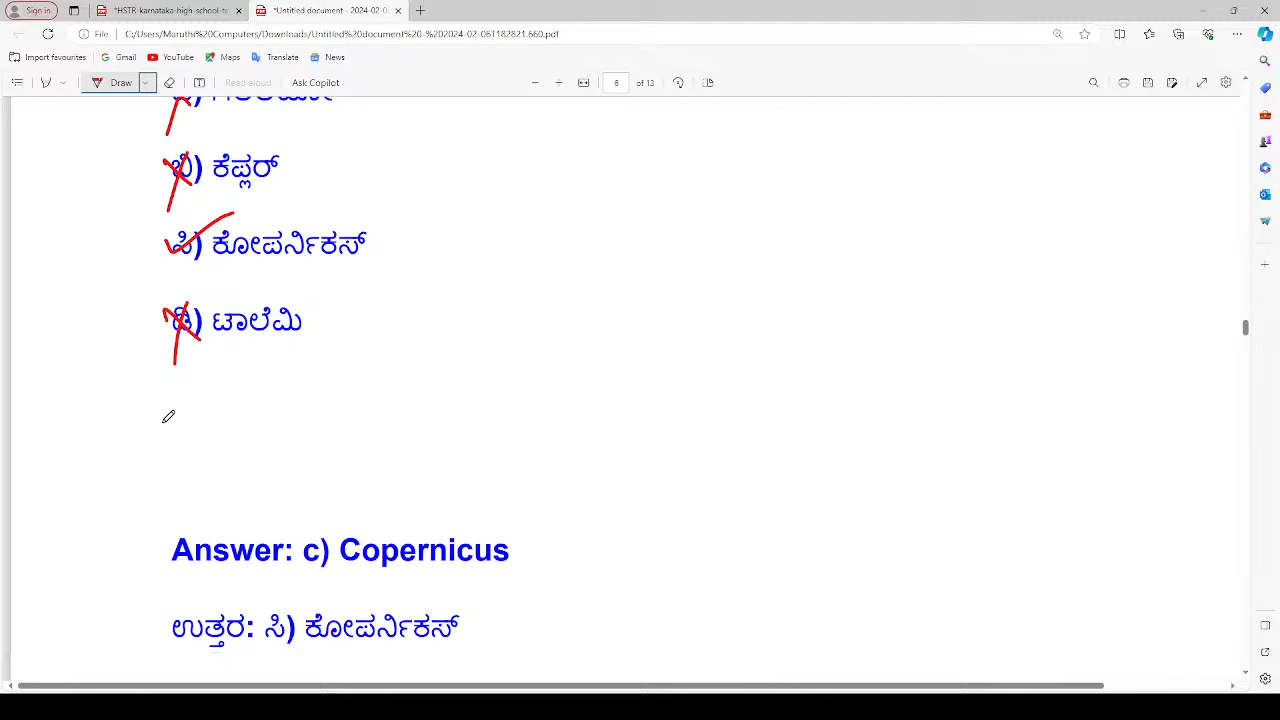 Sign in
*HSTR-karnataka-high-school-te
*Untitled document - 2024-02-0
File
C:/Users/Maruthi%20Computers/Downloads/Untitled%20document%20-%202024-02-061182821.660.pdf
Import favourites
Gmail
YouTube
Maps
Translate
News
Draw
Read aloud
Ask Copilot
6
of 13
ಬಿ) ಕೆಪ್ಲರ್
ಸಿ) ಕೋಪರ್ನಿಕಸ್
ಡಿ) ಟಾಲೆಮಿ
Answer: c) Copernicus
ಉತ್ತರ: ಸಿ) ಕೋಪರ್ನಿಕಸ್